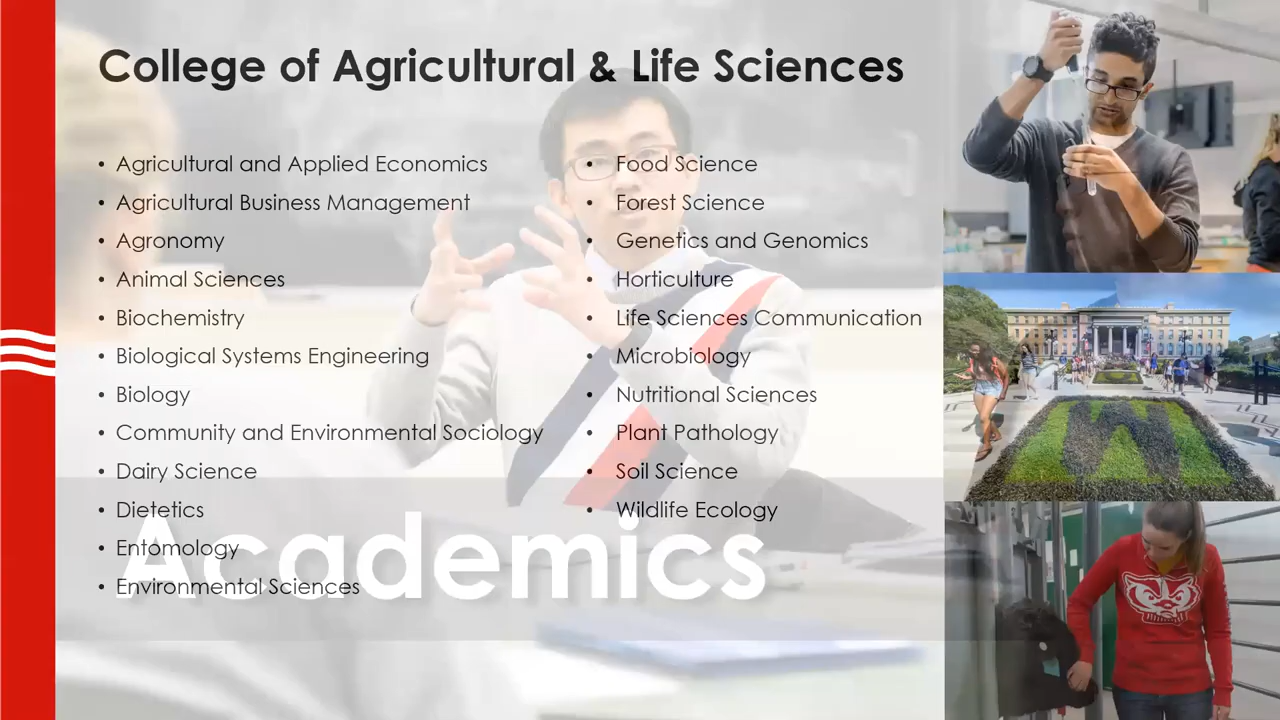 College of Agricultural & Life Sciences
• Agricultural and Applied Economics
• Agricultural Business Management
• Agronomy
• Animal Sciences
• Biochemistry
• Biological Systems Engineering
• Biology
• Community and Environmental Sociology
• Dairy Science
• Dietetics
• Entomology
• Environmental Sciences
• Food Science
• Forest Science
• Genetics and Genomics
• Horticulture
• Life Sciences Communication
• Microbiology
• Nutritional Sciences
• Plant Pathology
• Soil Science
• Wildlife Ecology
Academics
W